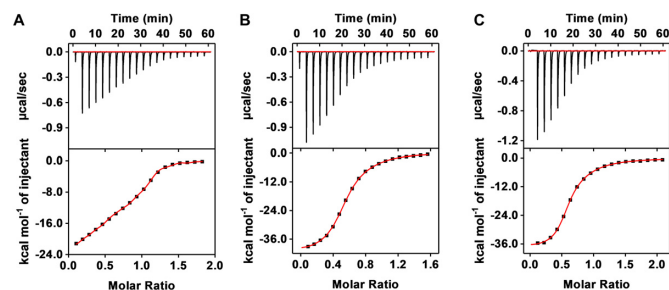 A
Time (min)
0 10 20 30 40 50 60
0.0
-0.3
-0.6
-0.9
µcal/sec
0.0
-8.0
-16.0
-24.0
kcal mol⁻¹ of injectant
0.0 0.5 1.0 1.5 2.0
Molar Ratio
B
Time (min)
0 10 20 30 40 50 60
0.0
-0.3
-0.6
-0.9
µcal/sec
0.0
-12.0
-24.0
-36.0
kcal mol⁻¹ of injectant
0.0 0.4 0.8 1.2 1.6
Molar Ratio
C
Time (min)
0 10 20 30 40 50 60
0.0
-0.4
-0.8
-1.2
µcal/sec
0.0
-12.0
-24.0
-36.0
kcal mol⁻¹ of injectant
0.0 0.5 1.0 1.5 2.0
Molar Ratio